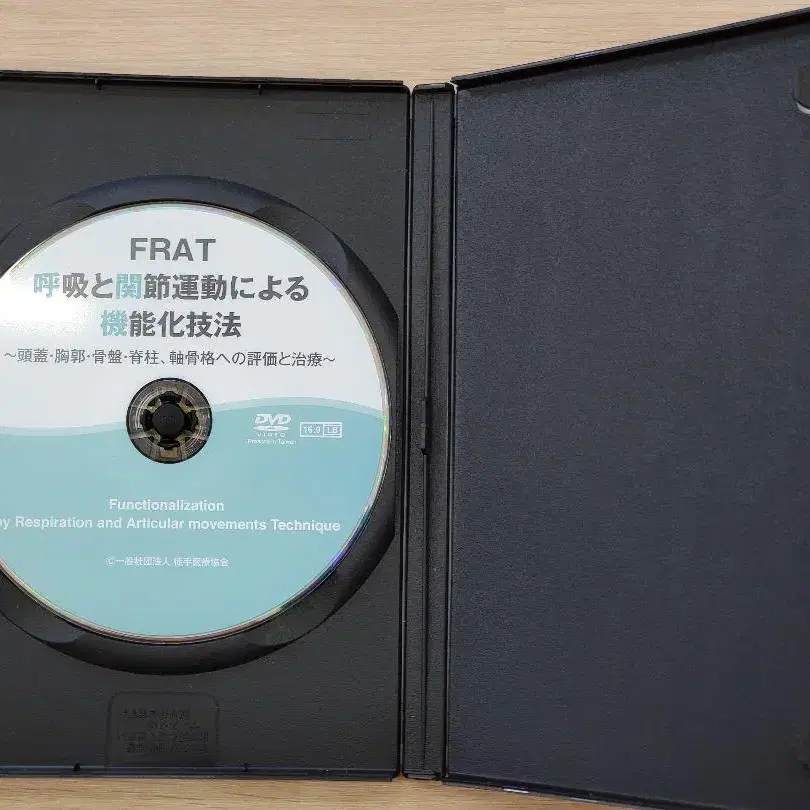 FRAT
呼吸と関節運動による
機能化技法
〜頭蓋・胸郭・骨盤・脊柱、軸骨格への評価と治療〜
DVD
VIDEO
16:9 LB
Functionalization
by Respiration and Articular movements Technique
©一般社団法人 徒手医療協会